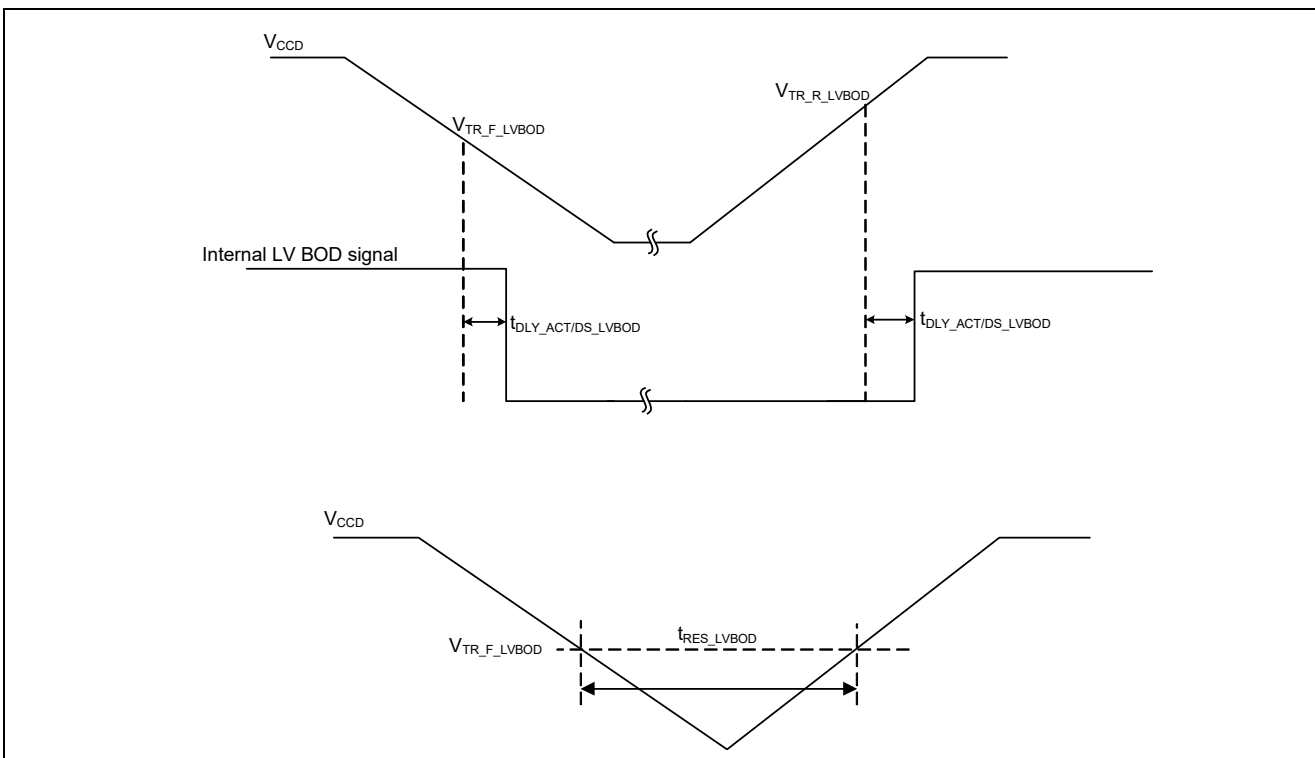 VCCD
VTR_R_LVBOD
VTR_F_LVBOD
Internal LV BOD signal
tDLY_ACT/DS_LVBOD
tDLY_ACT/DS_LVBOD
VCCD
tRES_LVBOD
VTR_F_LVBOD